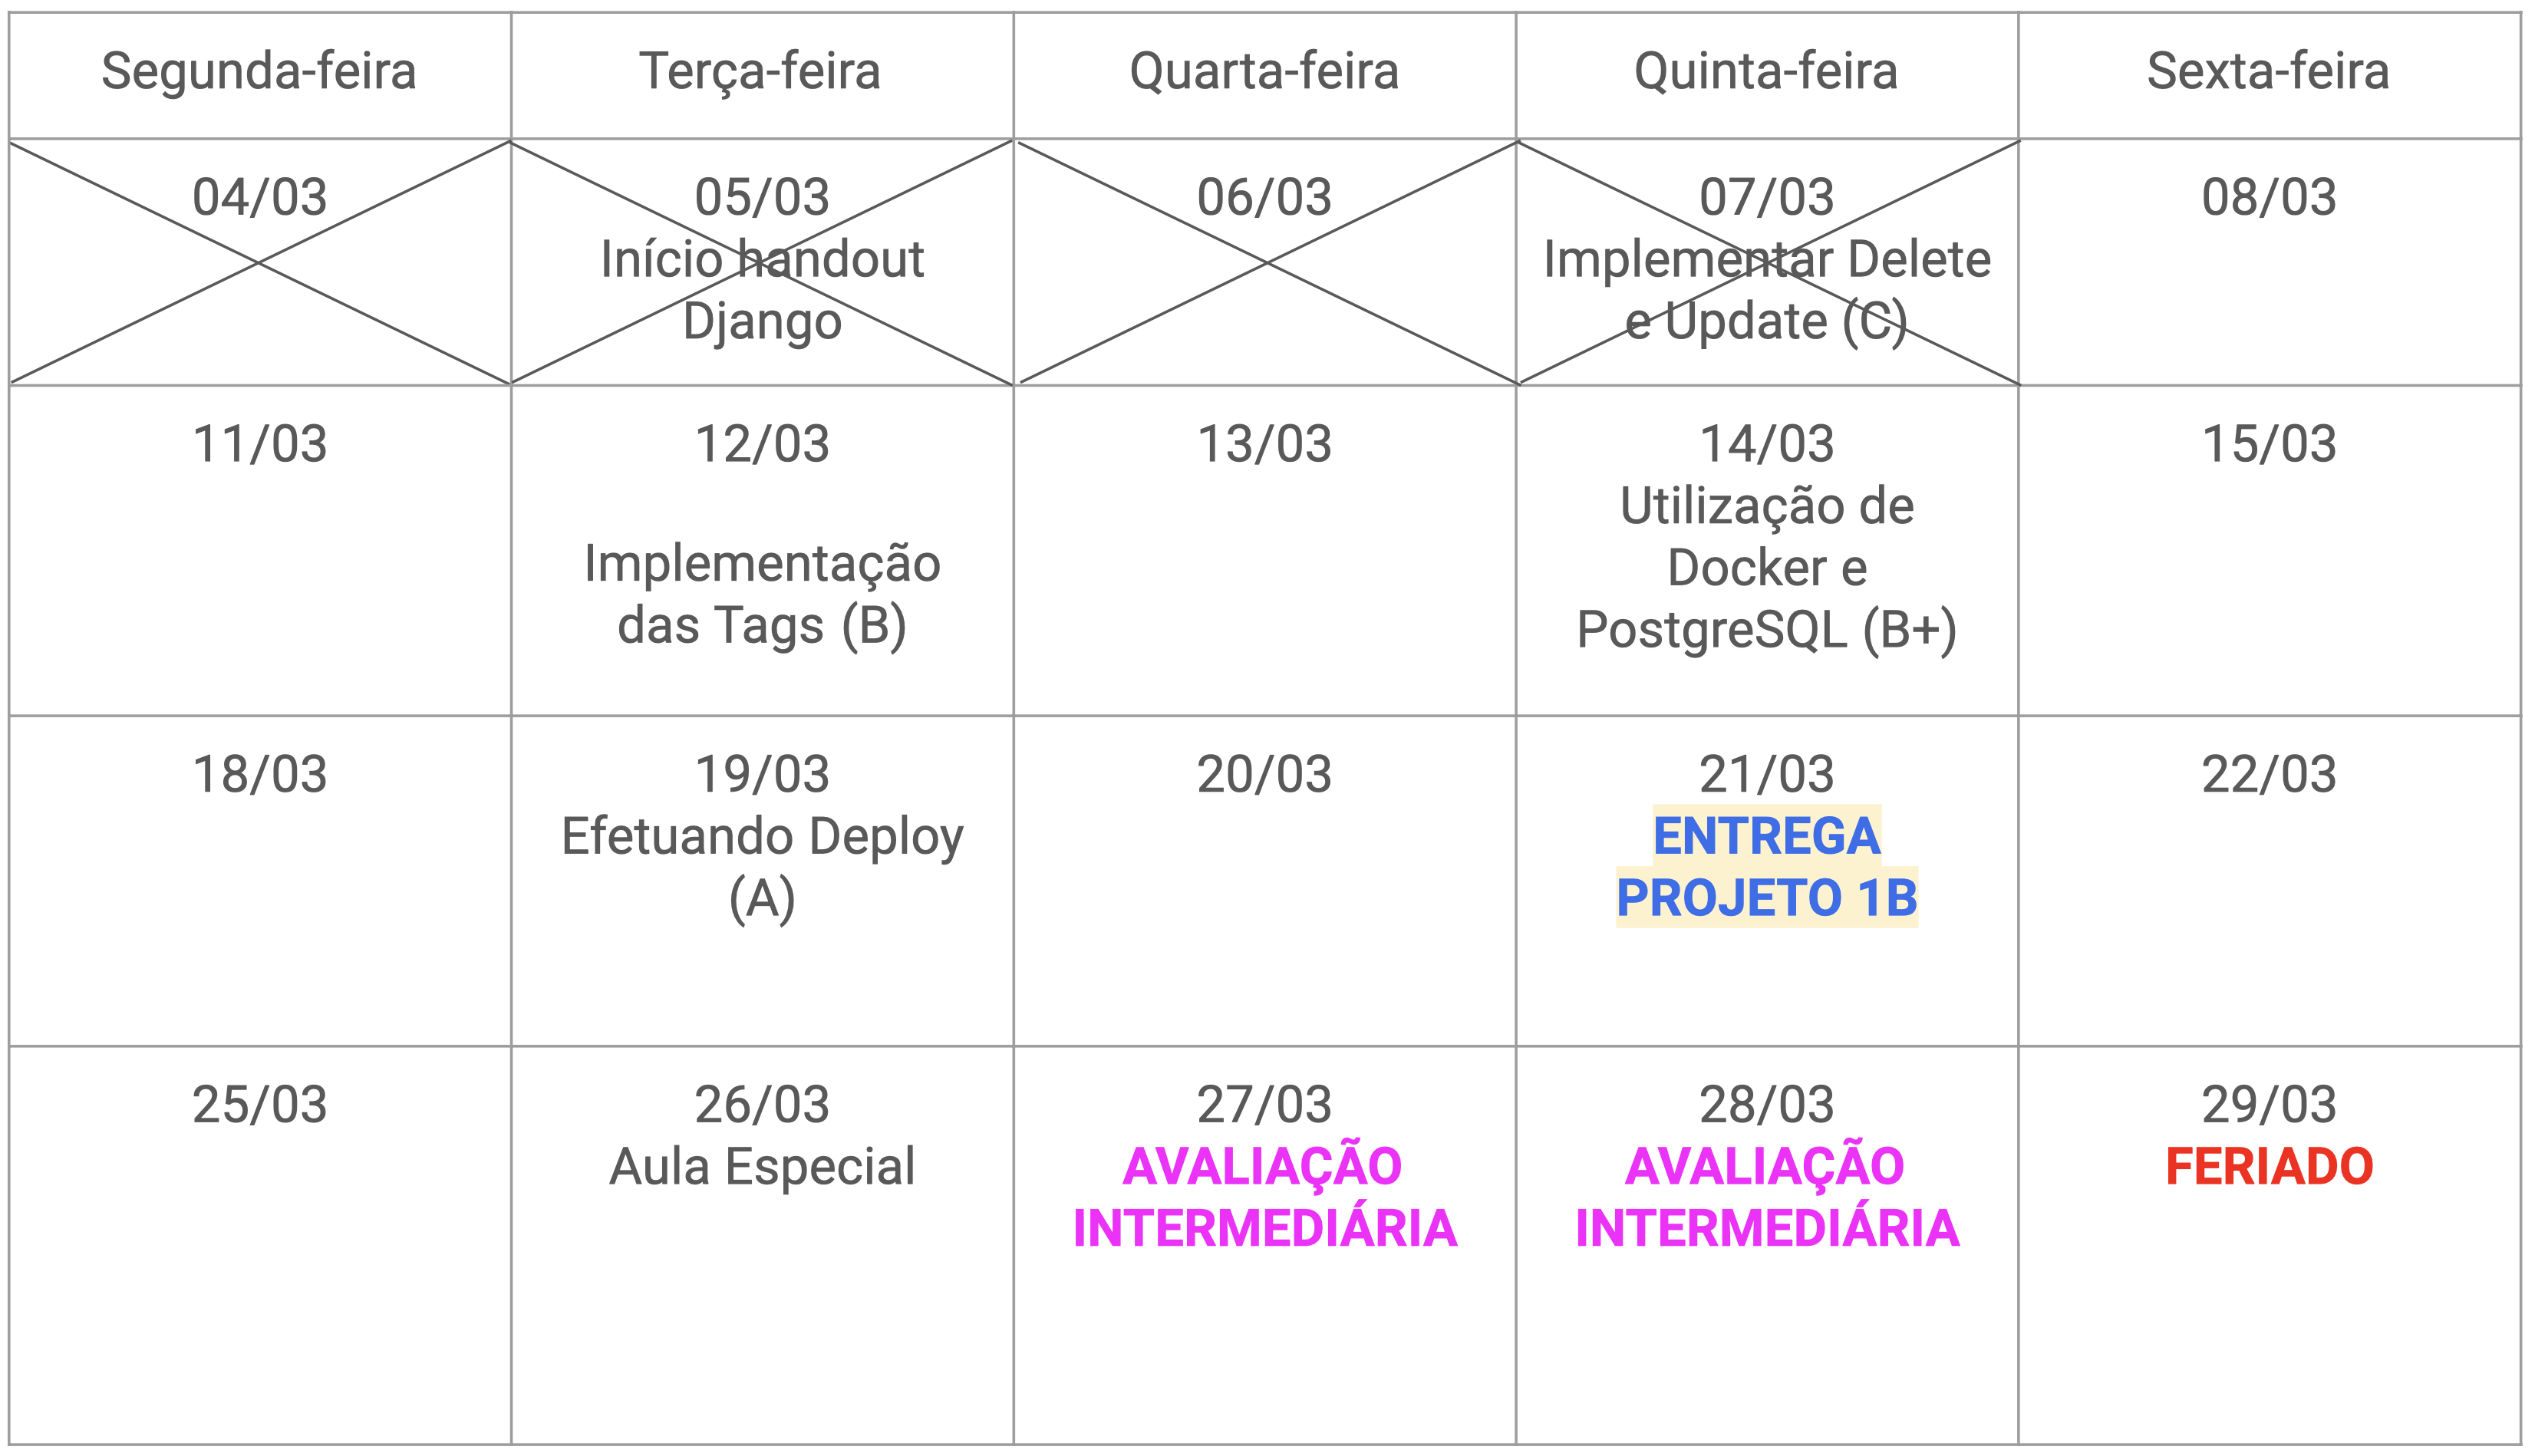 Segunda-feira
Terça-feira
Quarta-feira
Quinta-feira
Sexta-feira
04/03
05/03
Início handout
Django
06/03
07/03
Implementar Delete
e Update (C)
08/03
11/03
12/03
Implementação
das Tags (B)
13/03
14/03
Utilização de
Docker e
PostgreSQL (B+)
15/03
18/03
19/03
Efetuando Deploy
(A)
20/03
21/03
ENTREGA
PROJETO 1B
22/03
25/03
26/03
Aula Especial
27/03
AVALIAÇÃO
INTERMEDIÁRIA
28/03
AVALIAÇÃO
INTERMEDIÁRIA
29/03
FERIADO